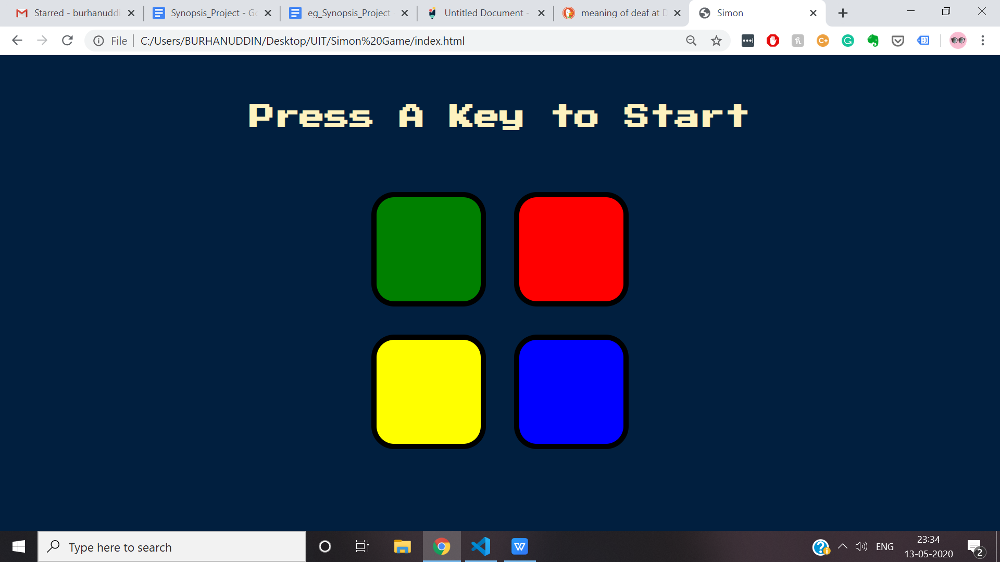 Starred - burhanuddi
Synopsis_Project - Go
eg_Synopsis_Project
Untitled Document -
meaning of deaf at D
Simon
File
C:/Users/BURHANUDDIN/Desktop/UIT/Simon%20Game/index.html
Press A Key to Start
Type here to search
ENG
23:34
13-05-2020
2